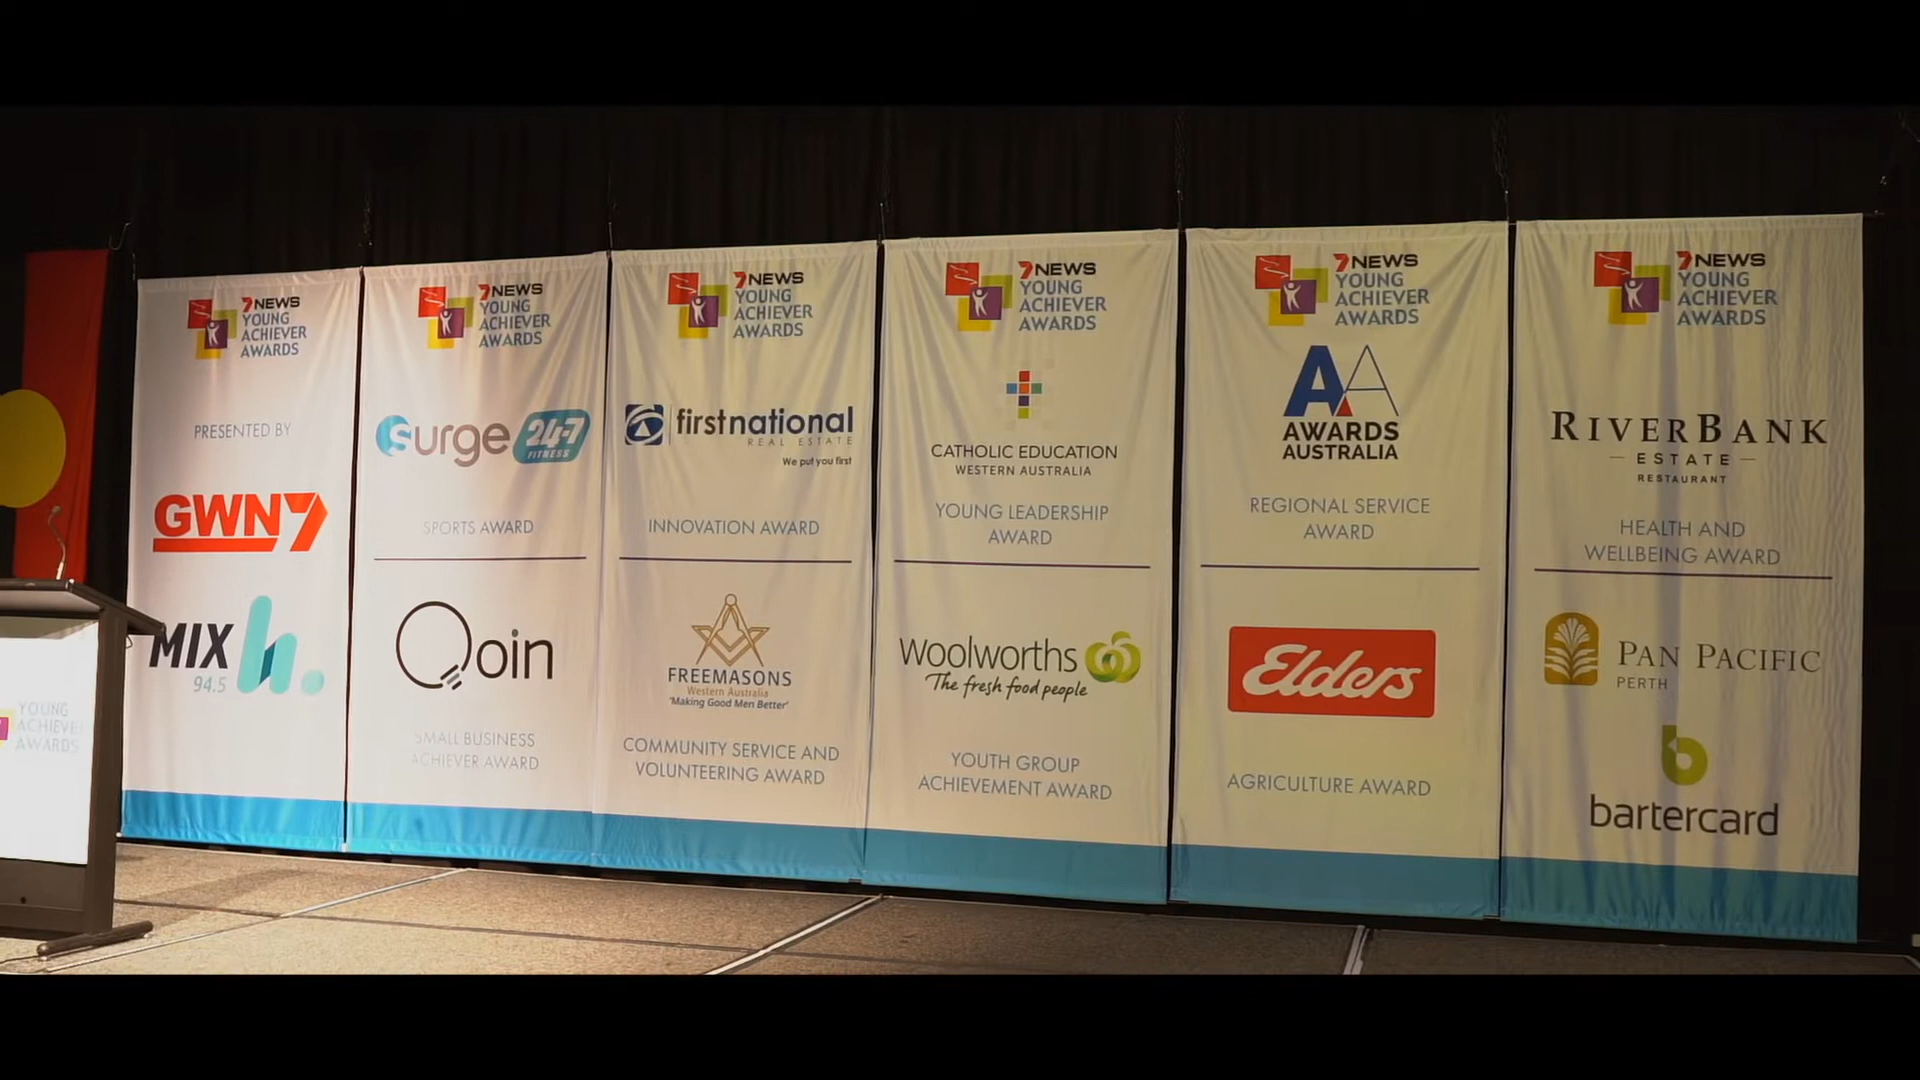 7NEWS
YOUNG
ACHIEVER
AWARDS
PRESENTED BY
GWN7
MIX
94.5
h.
7NEWS
YOUNG
ACHIEVER
AWARDS
Surge 24-7
FITNESS
SPORTS AWARD
Qoin
SMALL BUSINESS
ACHIEVER AWARD
7NEWS
YOUNG
ACHIEVER
AWARDS
firstnational
REAL ESTATE
We put you first
INNOVATION AWARD
FREEMASONS
Western Australia
'Making Good Men Better'
COMMUNITY SERVICE AND
VOLUNTEERING AWARD
7NEWS
YOUNG
ACHIEVER
AWARDS
CATHOLIC EDUCATION
WESTERN AUSTRALIA
YOUNG LEADERSHIP
AWARD
Woolworths
The fresh food people
YOUTH GROUP
ACHIEVEMENT AWARD
7NEWS
YOUNG
ACHIEVER
AWARDS
AA
AWARDS
AUSTRALIA
REGIONAL SERVICE
AWARD
Elders
AGRICULTURE AWARD
7NEWS
YOUNG
ACHIEVER
AWARDS
RIVERBANK
ESTATE
RESTAURANT
HEALTH AND
WELLBEING AWARD
PAN PACIFIC
PERTH
b
bartercard
YOUNG
ACHIEVE
AWARDS